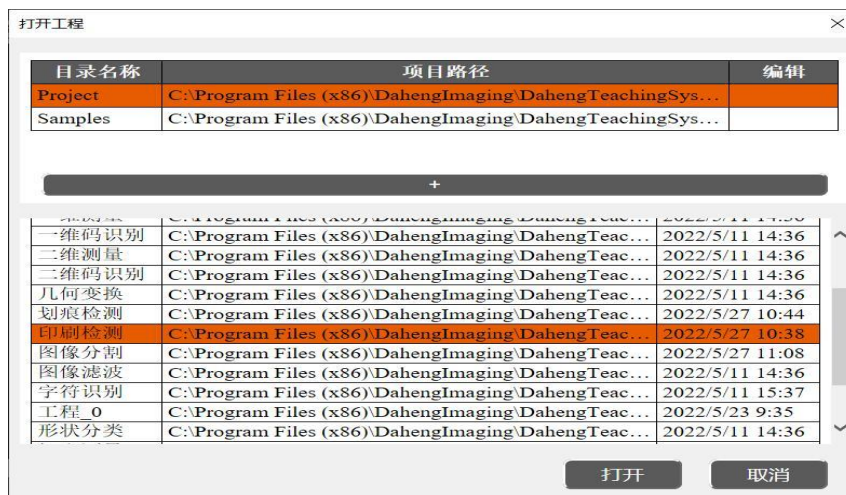 打开工程
目录名称 项目路径 编辑
Project C:\Program Files (x86)\DahengImaging\DahengTeachingSys...
Samples C:\Program Files (x86)\DahengImaging\DahengTeachingSys...
+
一维码识别 C:\Program Files (x86)\DahengImaging\DahengTeac... 2022/5/11 14:36
二维测量 C:\Program Files (x86)\DahengImaging\DahengTeac... 2022/5/11 14:36
二维码识别 C:\Program Files (x86)\DahengImaging\DahengTeac... 2022/5/11 14:36
几何变换 C:\Program Files (x86)\DahengImaging\DahengTeac... 2022/5/11 14:36
划痕检测 C:\Program Files (x86)\DahengImaging\DahengTeac... 2022/5/27 10:44
印刷检测 C:\Program Files (x86)\DahengImaging\DahengTeac... 2022/5/27 10:38
图像分割 C:\Program Files (x86)\DahengImaging\DahengTeac... 2022/5/27 11:08
图像滤波 C:\Program Files (x86)\DahengImaging\DahengTeac... 2022/5/11 14:36
字符识别 C:\Program Files (x86)\DahengImaging\DahengTeac... 2022/5/11 15:37
工程_0 C:\Program Files (x86)\DahengImaging\DahengTeac... 2022/5/23 9:35
形状分类 C:\Program Files (x86)\DahengImaging\DahengTeac... 2022/5/11 14:36
打开 取消